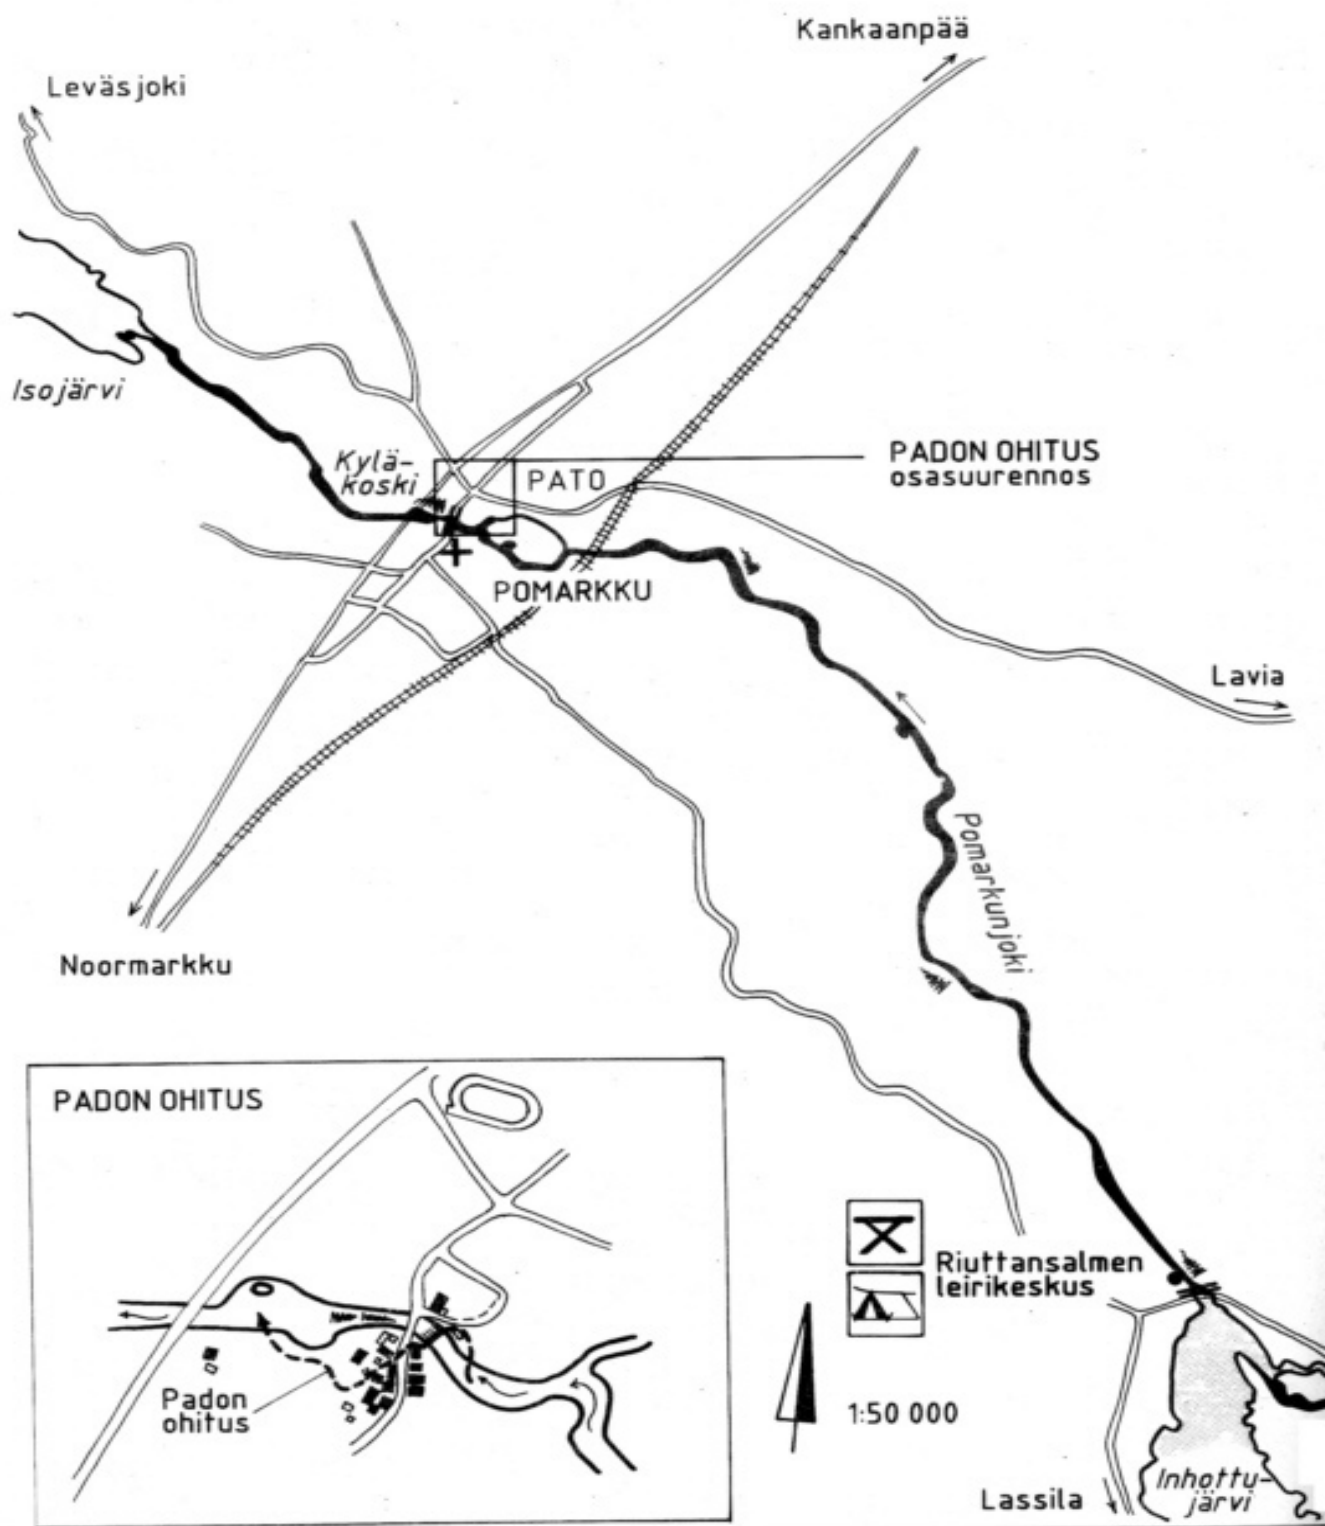 Kankaanpää
Leväsjoki
Isojärvi
Kylä-
koski
PATO
PADON OHITUS
osasuurennos
POMARKKU
Lavia
Pomarkunjoki
Noormarkku
PADON OHITUS
Padon
ohitus
Riuttansalmen
leirikeskus
1:50 000
Lassila
Inhottu-
järvi